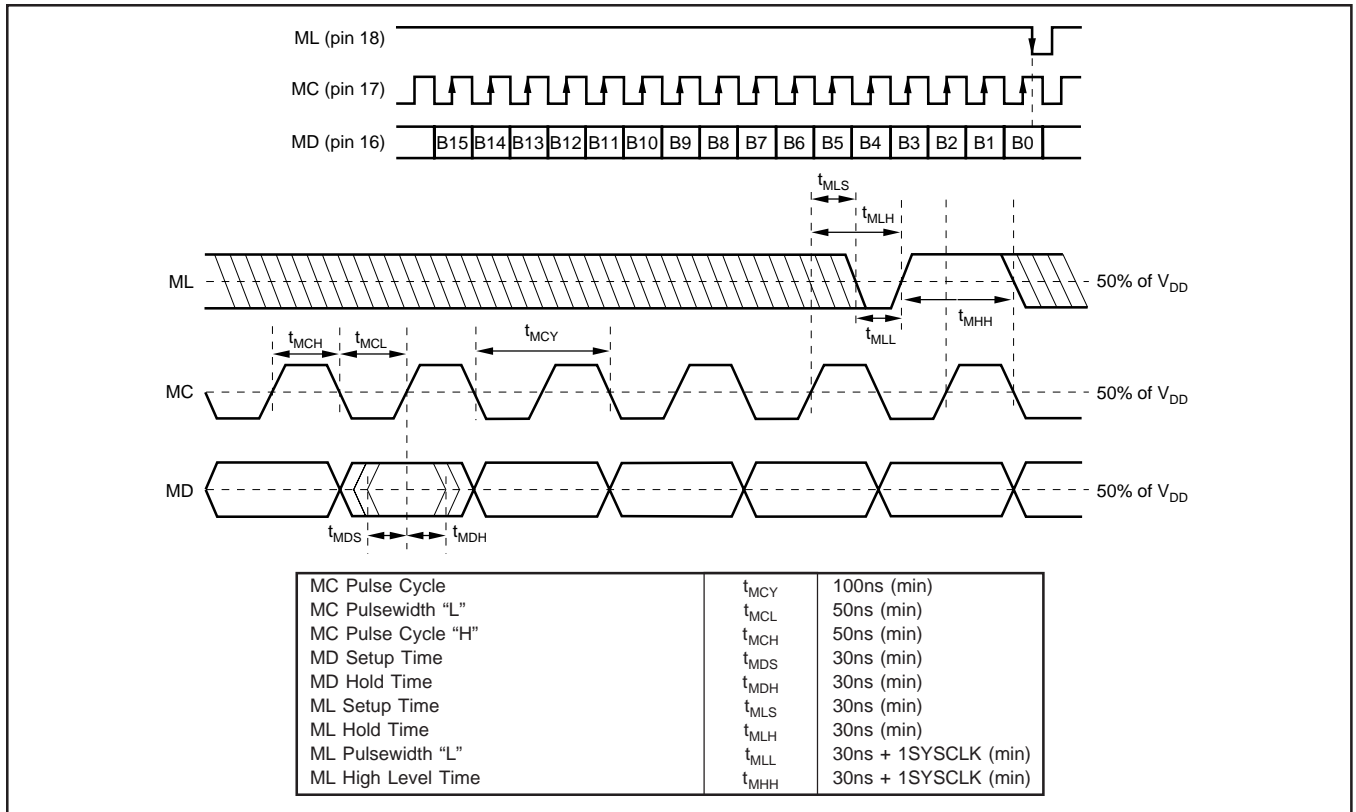 ML (pin 18)
MC (pin 17)
MD (pin 16) B15 B14 B13 B12 B11 B10 B9 B8 B7 B6 B5 B4 B3 B2 B1 B0
tMLS
tMLH
ML 50% of VDD
tMHH
tMLL
tMCH tMCL tMCY
MC 50% of VDD
MD 50% of VDD
tMDS tMDH
MC Pulse Cycle tMCY 100ns (min)
MC Pulsewidth “L” tMCL 50ns (min)
MC Pulse Cycle “H” tMCH 50ns (min)
MD Setup Time tMDS 30ns (min)
MD Hold Time tMDH 30ns (min)
ML Setup Time tMLS 30ns (min)
ML Hold Time tMLH 30ns (min)
ML Pulsewidth “L” tMLL 30ns + 1SYSCLK (min)
ML High Level Time tMHH 30ns + 1SYSCLK (min)